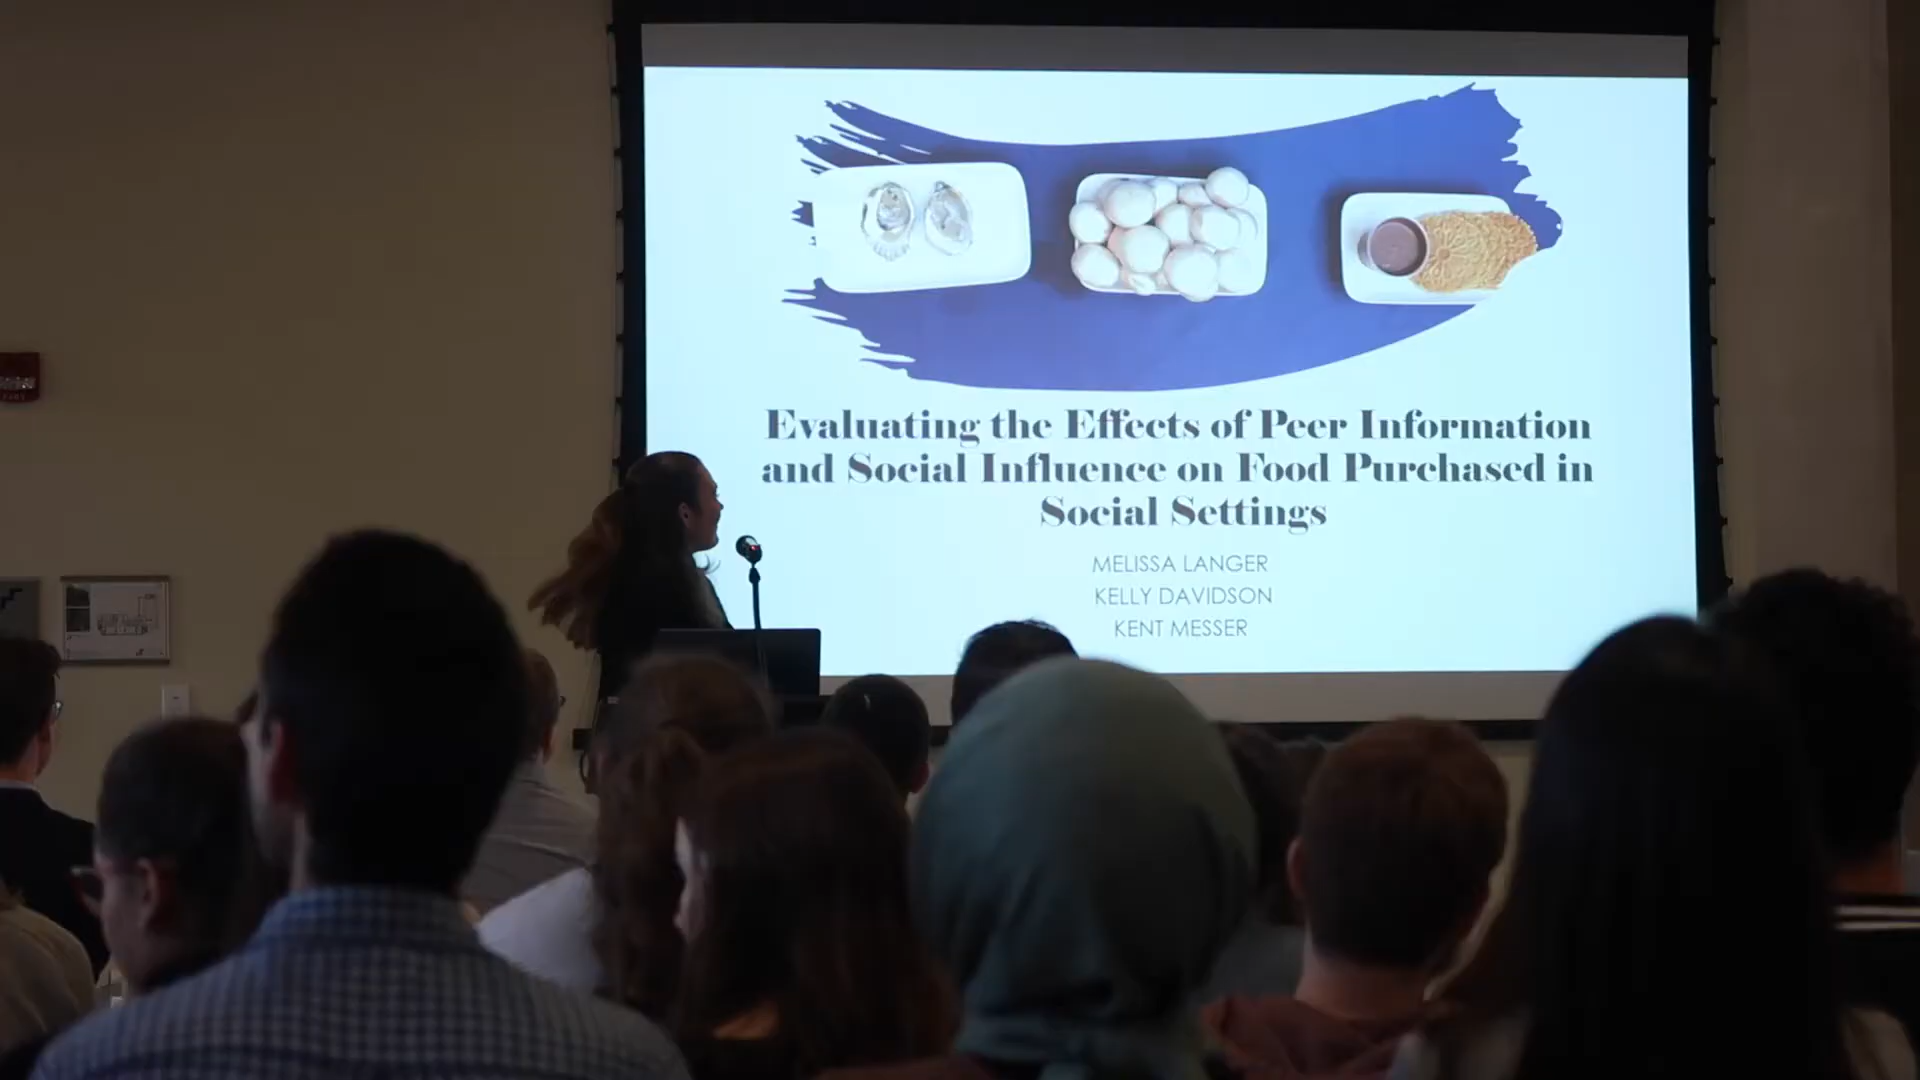 Evaluating the Effects of Peer Information
and Social Influence on Food Purchased in
Social Settings
MELISSA LANGER
KELLY DAVIDSON
KENT MESSER